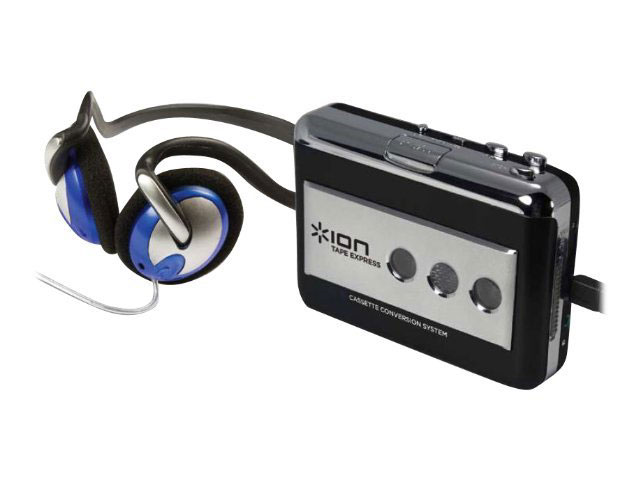 ION
TAPE EXPRESS
CASSETTE CONVERSION SYSTEM